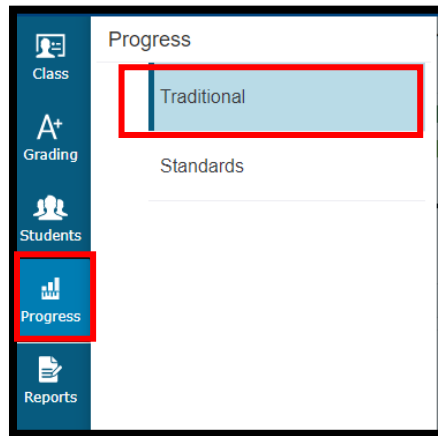 Class
A+
Grading
Students
Progress
Reports
Progress
Traditional
Standards